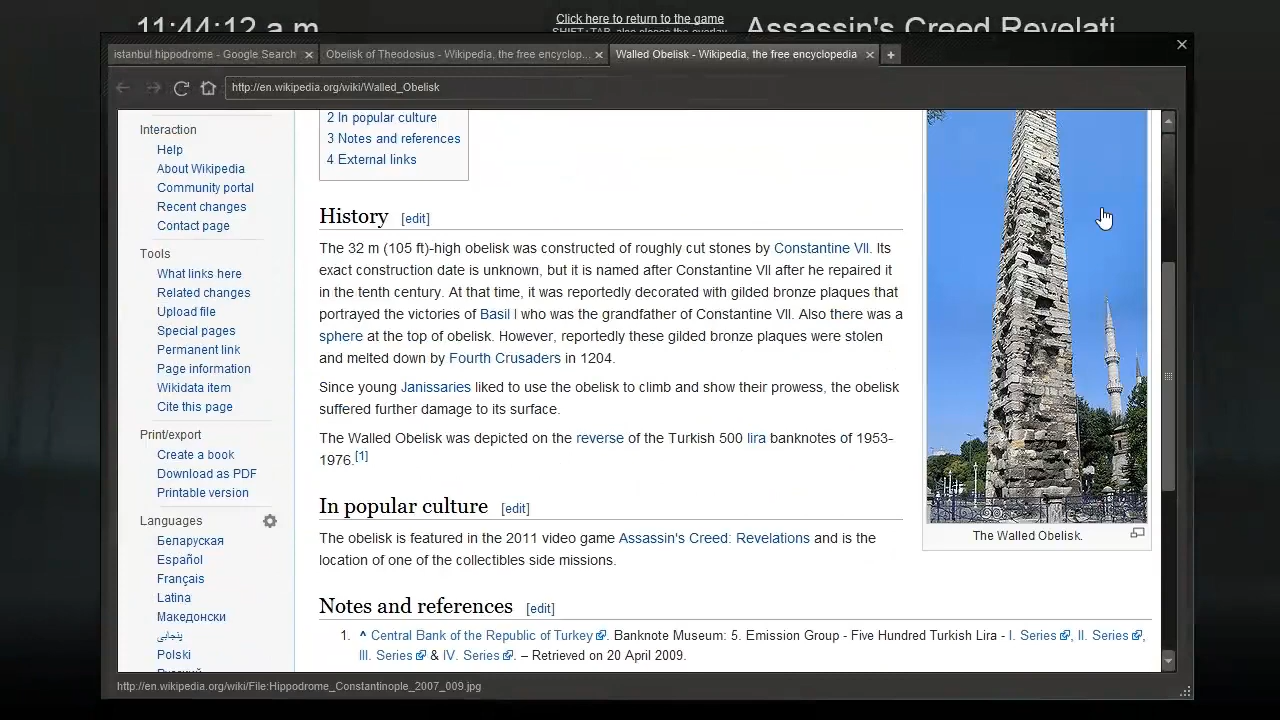 11:44:12 a.m
Click here to return to the game
SHIFT+TAB also closes the overlay
Assassin's Creed Revelati
istanbul hippodrome - Google Search
Obelisk of Theodosius - Wikipedia, the free encyclop...
Walled Obelisk - Wikipedia, the free encyclopedia
http://en.wikipedia.org/wiki/Walled_Obelisk
Interaction
Help
About Wikipedia
Community portal
Recent changes
Contact page
Tools
What links here
Related changes
Upload file
Special pages
Permanent link
Page information
Wikidata item
Cite this page
Print/export
Create a book
Download as PDF
Printable version
Languages
Беларуская
Español
Français
Latina
Македонски
پنجابی
Polski
Русский
2 In popular culture
3 Notes and references
4 External links
History [edit]
The 32 m (105 ft)-high obelisk was constructed of roughly cut stones by Constantine VII. Its
exact construction date is unknown, but it is named after Constantine VII after he repaired it
in the tenth century. At that time, it was reportedly decorated with gilded bronze plaques that
portrayed the victories of Basil I who was the grandfather of Constantine VII. Also there was a
sphere at the top of obelisk. However, reportedly these gilded bronze plaques were stolen
and melted down by Fourth Crusaders in 1204.
Since young Janissaries liked to use the obelisk to climb and show their prowess, the obelisk
suffered further damage to its surface.
The Walled Obelisk was depicted on the reverse of the Turkish 500 lira banknotes of 1953-
1976.[1]
In popular culture [edit]
The obelisk is featured in the 2011 video game Assassin's Creed: Revelations and is the
location of one of the collectibles side missions.
Notes and references [edit]
1. ^ Central Bank of the Republic of Turkey. Banknote Museum: 5. Emission Group - Five Hundred Turkish Lira - I. Series, II. Series,
III. Series & IV. Series. – Retrieved on 20 April 2009.
The Walled Obelisk.
http://en.wikipedia.org/wiki/File:Hippodrome_Constantinople_2007_009.jpg